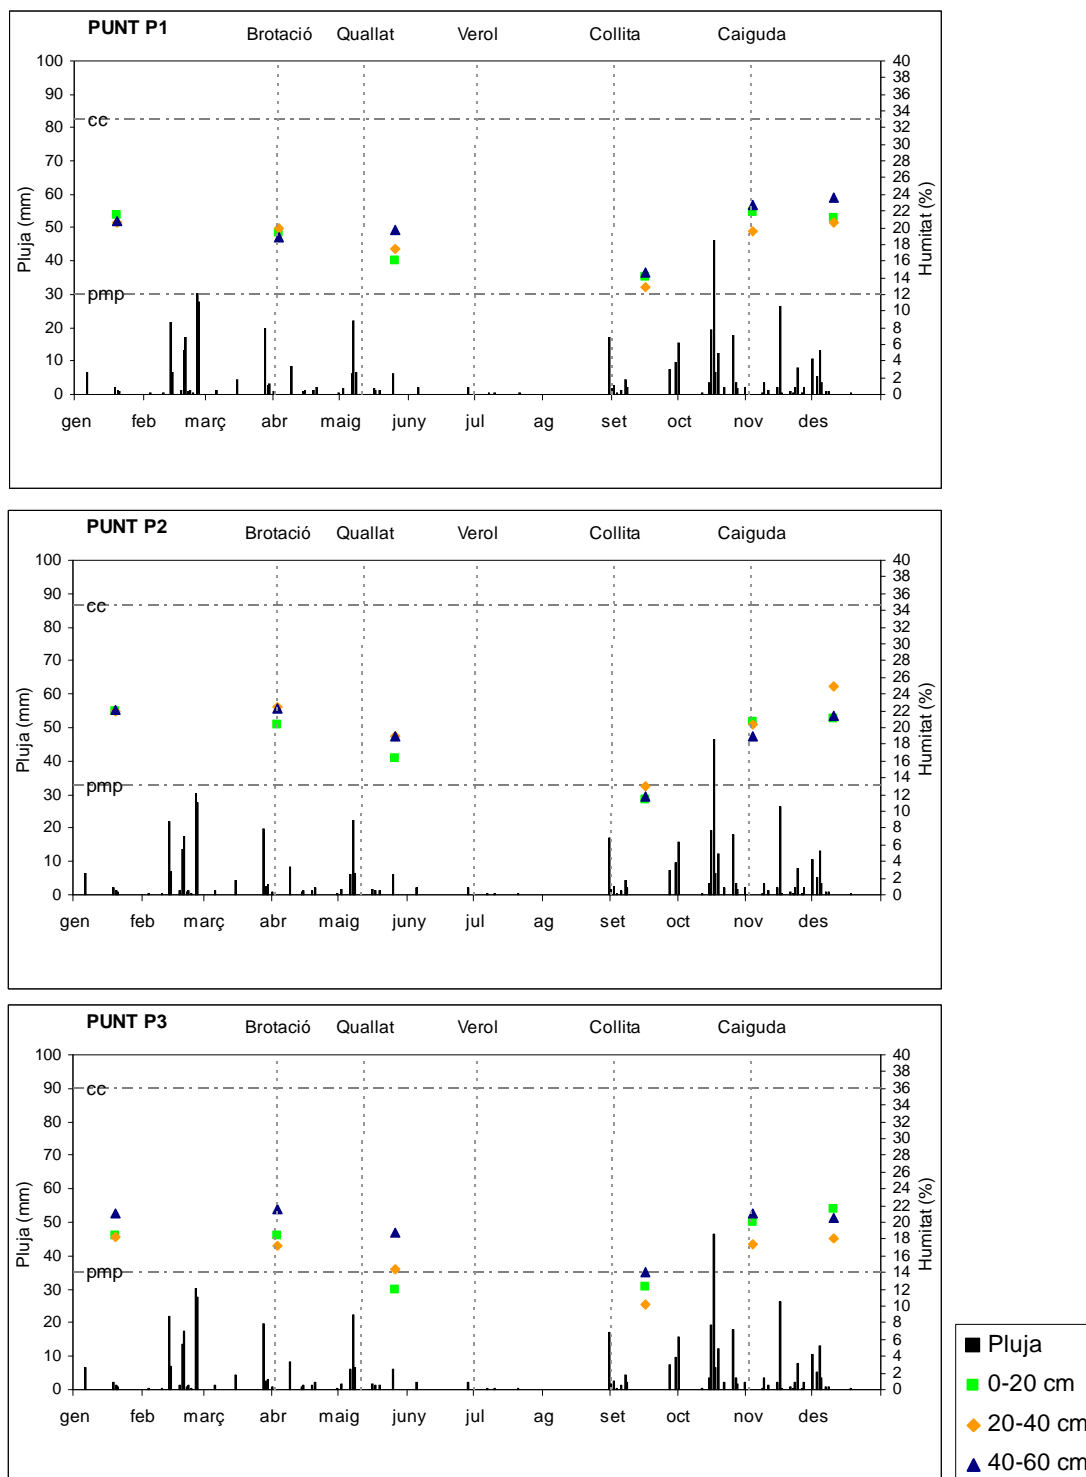 PUNT P1
Brotació Quallat Verol Collita Caiguda
100 40
38
90 36
34
cc
80 32
30
70 28
26
60 24
22
50 20
18
40 16
14
pmp
30 12
10
20 8
6
10 4
2
0 0
Pluja (mm)
Humitat (%)
gen feb març abr maig juny jul ag set oct nov des
PUNT P2
Brotació Quallat Verol Collita Caiguda
100 40
38
90 36
34
cc
80 32
30
70 28
26
60 24
22
50 20
18
40 16
14
pmp
30 12
10
20 8
6
10 4
2
0 0
Pluja (mm)
Humitat (%)
gen feb març abr maig juny jul ag set oct nov des
PUNT P3
Brotació Quallat Verol Collita Caiguda
100 40
38
90 36
cc
34
80 32
30
70 28
26
60 24
22
50 20
18
40 16
pmp
14
30 12
10
20 8
6
10 4
2
0 0
Pluja (mm)
Humitat (%)
gen feb març abr maig juny jul ag set oct nov des
Pluja
0-20 cm
20-40 cm
40-60 cm